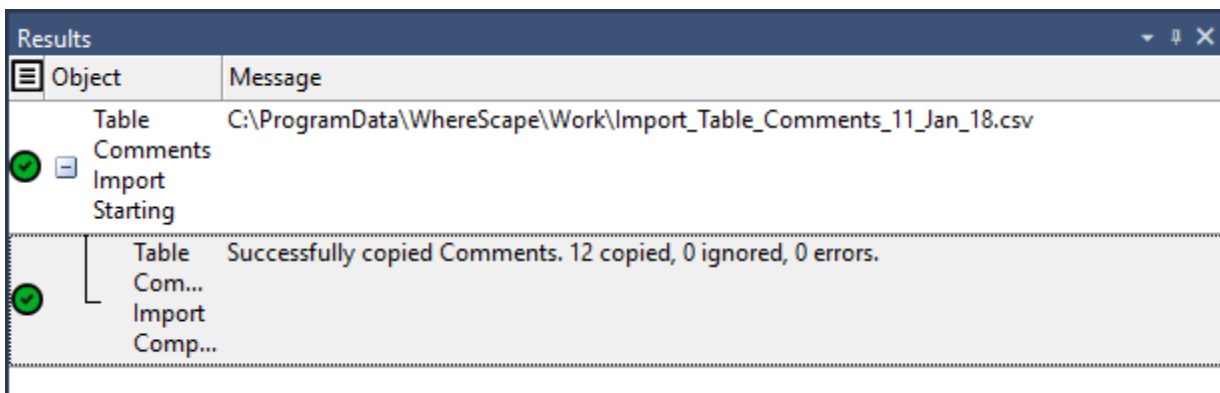 Results
Object Message
Table C:\ProgramData\WhereScape\Work\Import_Table_Comments_11_Jan_18.csv
Comments
Import
Starting
Table Successfully copied Comments. 12 copied, 0 ignored, 0 errors.
Com...
Import
Comp...